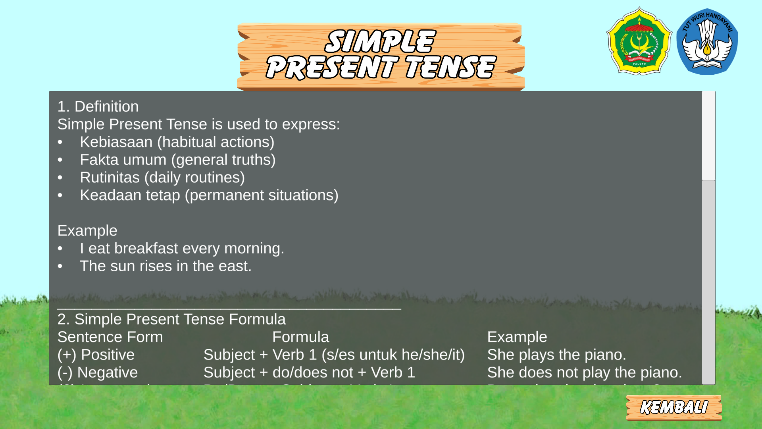 SIMPLE
PRESENT TENSE
TUT WURI HANDAYANI
1. Definition
Simple Present Tense is used to express:
• Kebiasaan (habitual actions)
• Fakta umum (general truths)
• Rutinitas (daily routines)
• Keadaan tetap (permanent situations)
Example
• I eat breakfast every morning.
• The sun rises in the east.
2. Simple Present Tense Formula
Sentence Form Formula Example
(+) Positive Subject + Verb 1 (s/es untuk he/she/it) She plays the piano.
(-) Negative Subject + do/does not + Verb 1 She does not play the piano.
KEMBALI